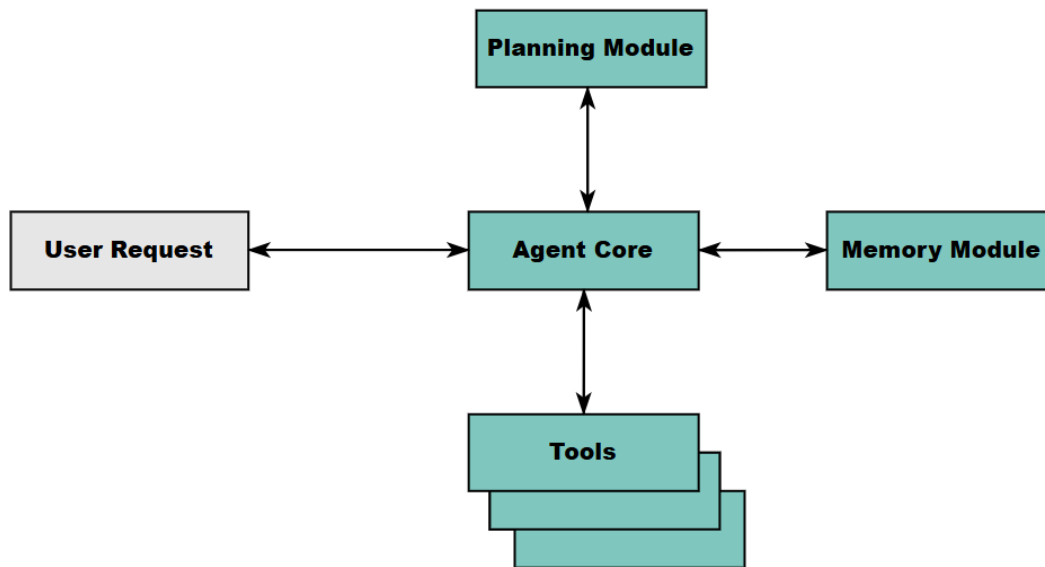 Planning Module
User Request
Agent Core
Memory Module
Tools